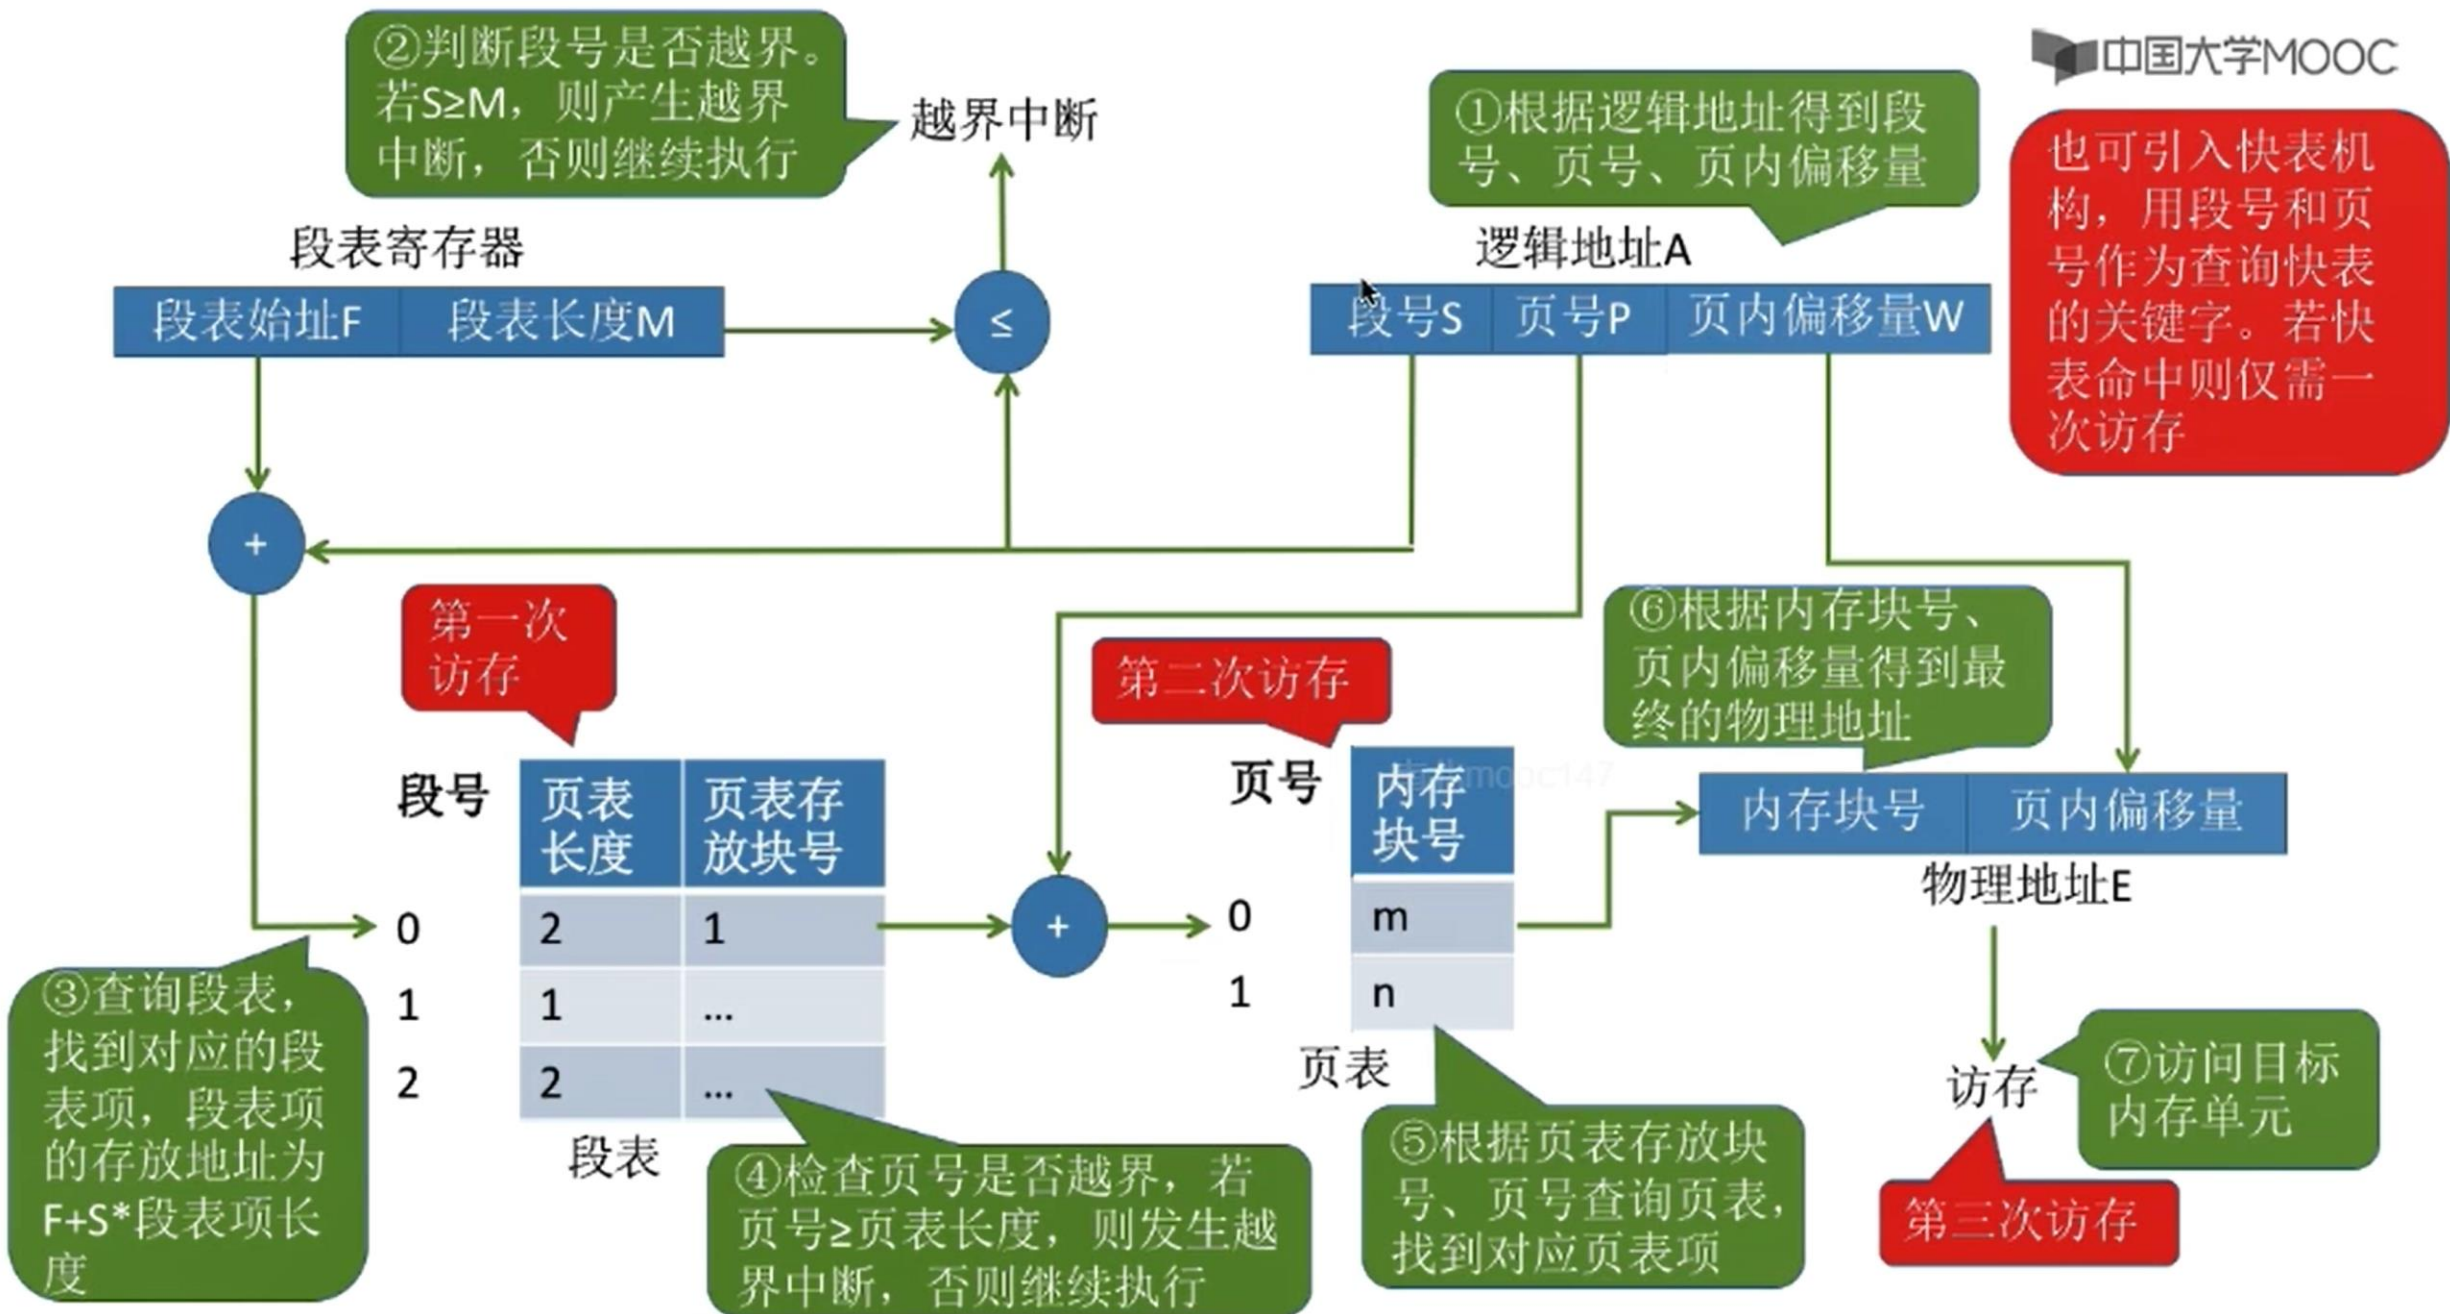 ②判断段号是否越界。
若S≥M，则产生越界
中断，否则继续执行
越界中断
①根据逻辑地址得到段
号、页号、页内偏移量
中国大学MOOC
也可引入快表机
构，用段号和页
号作为查询快表
的关键字。若快
表命中则仅需一
次访存
段表寄存器
段表始址F 段表长度M
≤
逻辑地址A
段号S 页号P 页内偏移量W
+
第一次
访存
第二次访存
⑥根据内存块号、
页内偏移量得到最
终的物理地址
段号 页表长度 页表存放块号
0 2 1
1 1 ...
2 2 ...
段表
+
页号 内存块号
0 m
1 n
页表
内存块号 页内偏移量
物理地址E
③查询段表，
找到对应的段
表项，段表项
的存放地址为
F+S*段表项长
度
④检查页号是否越界，若
页号≥页表长度，则发生越
界中断，否则继续执行
⑤根据页表存放块
号、页号查询页表，
找到对应页表项
访存
⑦访问目标
内存单元
第三次访存